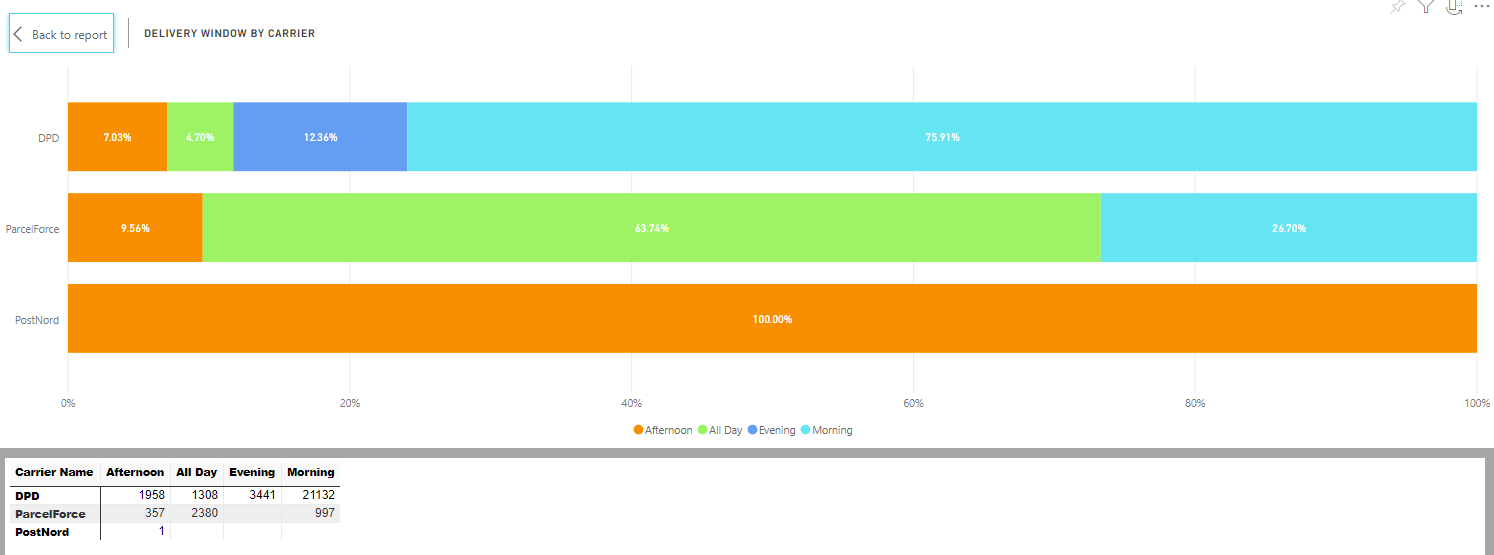 Back to report
DELIVERY WINDOW BY CARRIER
DPD 7.03% 4.70% 12.36% 75.91%
ParcelForce 9.56% 63.74% 26.70%
PostNord 100.00%
0% 20% 40% 60% 80% 100%
Afternoon All Day Evening Morning
Carrier Name Afternoon All Day Evening Morning
DPD 1958 1308 3441 21132
ParcelForce 357 2380 997
PostNord 1